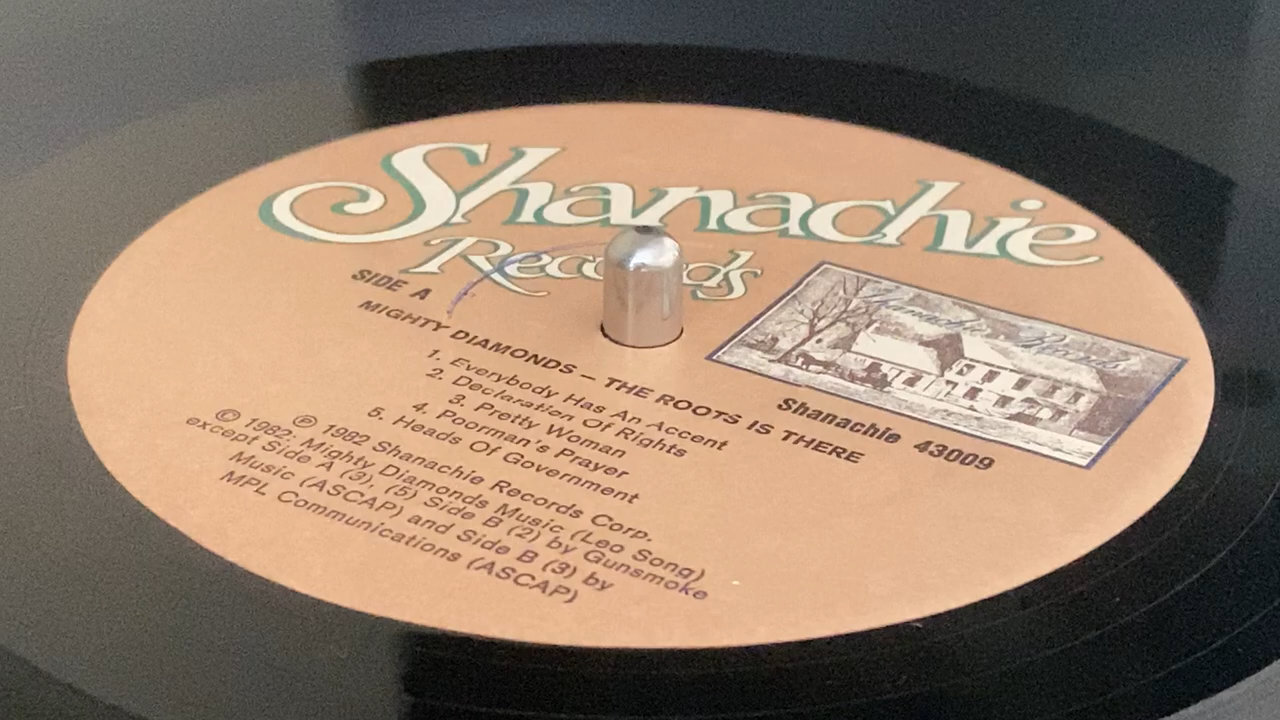 Shanachie
Records
Shanachie Records
SIDE A
Shanachie 43009
MIGHTY DIAMONDS – THE ROOTS IS THERE
1. Everybody Has An Accent
2. Declaration Of Rights
3. Pretty Woman
4. Poorman's Prayer
5. Heads Of Government
℗ 1982 Shanachie Records Corp.
© 1982. Mighty Diamonds Music (Leo Song)
except Side A (3), (5) Side B (2) by Gunsmoke
Music (ASCAP) and Side B (3) by
MPL Communications (ASCAP)